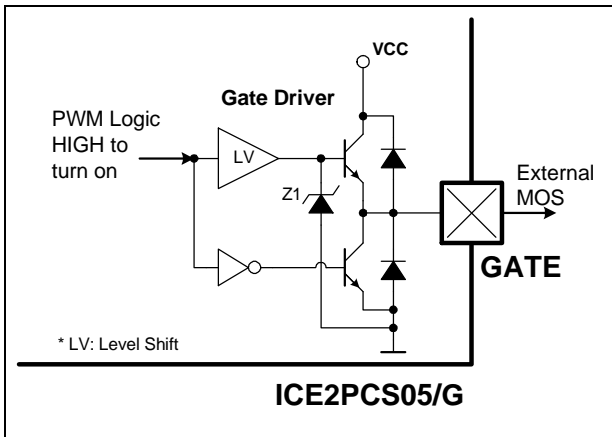 VCC
Gate Driver
PWM Logic
HIGH to
turn on
LV
Z1
External
MOS
GATE
* LV: Level Shift
ICE2PCS05/G